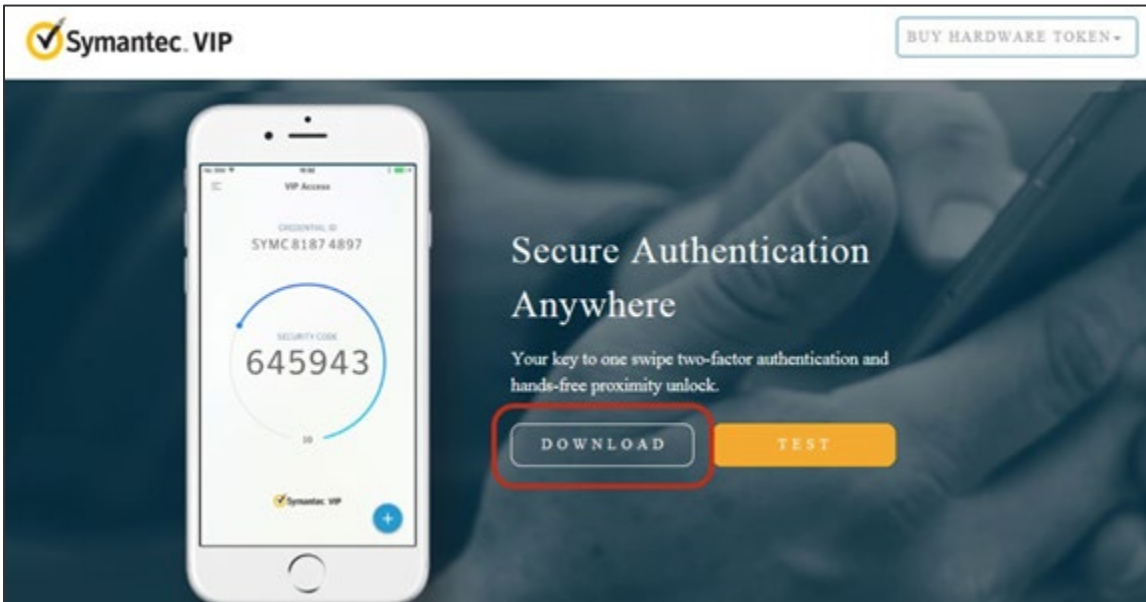 Symantec. VIP
BUY HARDWARE TOKEN
VIP Access
CREDENTIAL ID
SYMC 8187 4897
SECURITY CODE
645943
10
Symantec VIP
Secure Authentication
Anywhere
Your key to one swipe two-factor authentication and
hands-free proximity unlock.
DOWNLOAD
TEST